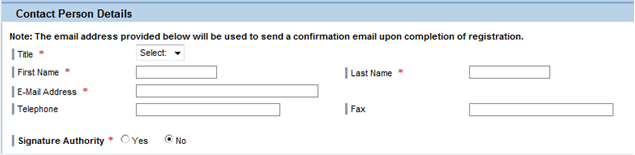 Contact Person Details
Note: The email address provided below will be used to send a confirmation email upon completion of registration.
Title * Select:
First Name * Last Name *
E-Mail Address *
Telephone Fax
Signature Authority * Yes No